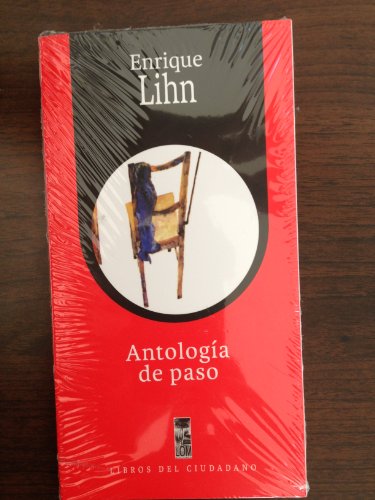 Enrique
Lihn
Antología
de paso
LOM
LIBROS DEL CIUDADANO